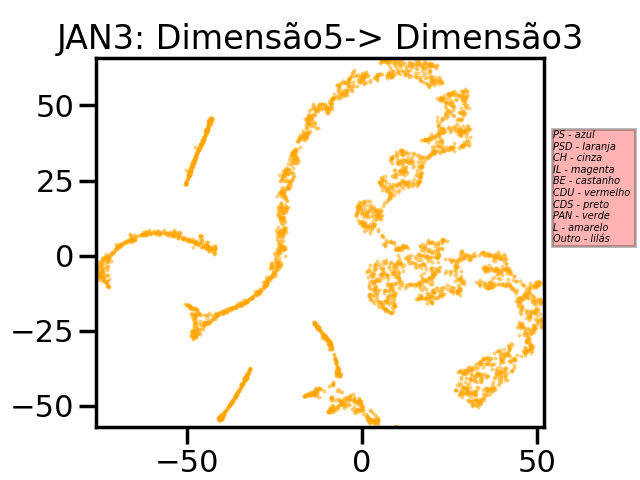 JAN3: Dimensão5-> Dimensão3
50
25
0
−25
−50
−50
0
50
PS - azul
PSD - laranja
CH - cinza
IL - magenta
BE - castanho
CDU - vermelho
CDS - preto
PAN - verde
L - amarelo
Outro - lilás